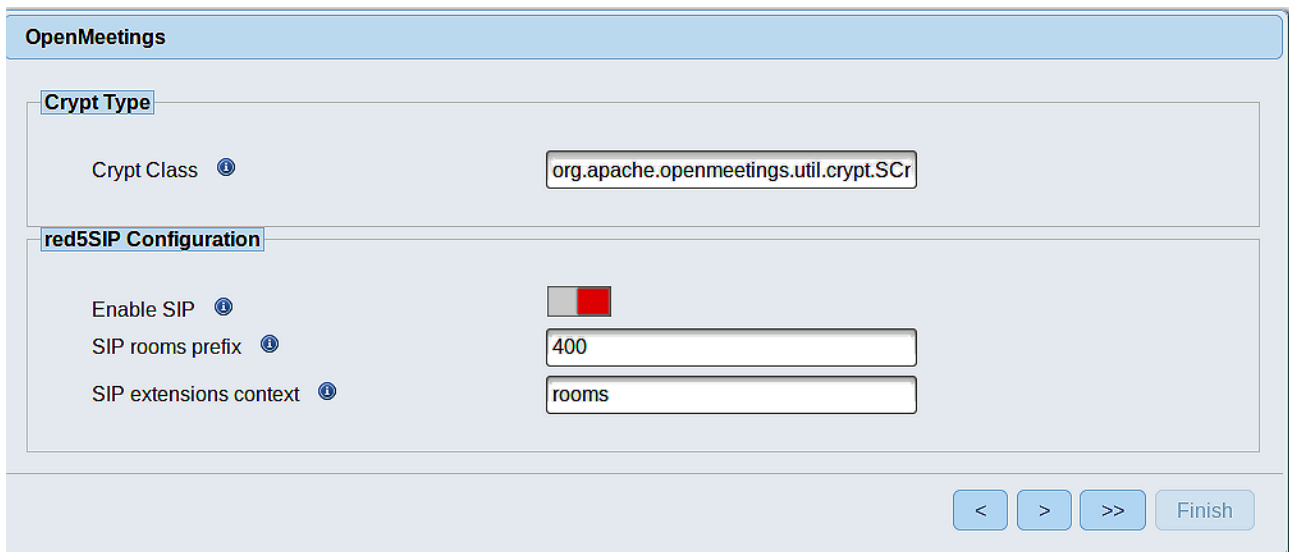 OpenMeetings
Crypt Type
Crypt Class
org.apache.openmeetings.util.crypt.SCr
red5SIP Configuration
Enable SIP
SIP rooms prefix
400
SIP extensions context
rooms
< > >> Finish